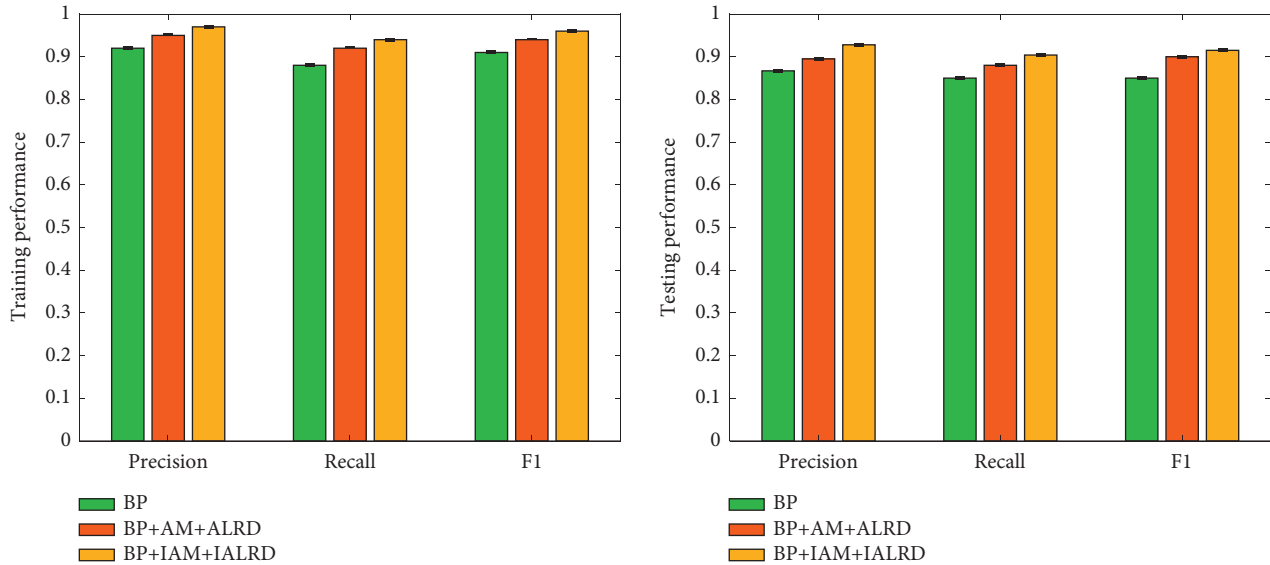 Training performance
1
0.9
0.8
0.7
0.6
0.5
0.4
0.3
0.2
0.1
0
Precision Recall F1
BP
BP+AM+ALRD
BP+IAM+IALRD
Testing performance
1
0.9
0.8
0.7
0.6
0.5
0.4
0.3
0.2
0.1
0
Precision Recall F1
BP
BP+AM+ALRD
BP+IAM+IALRD